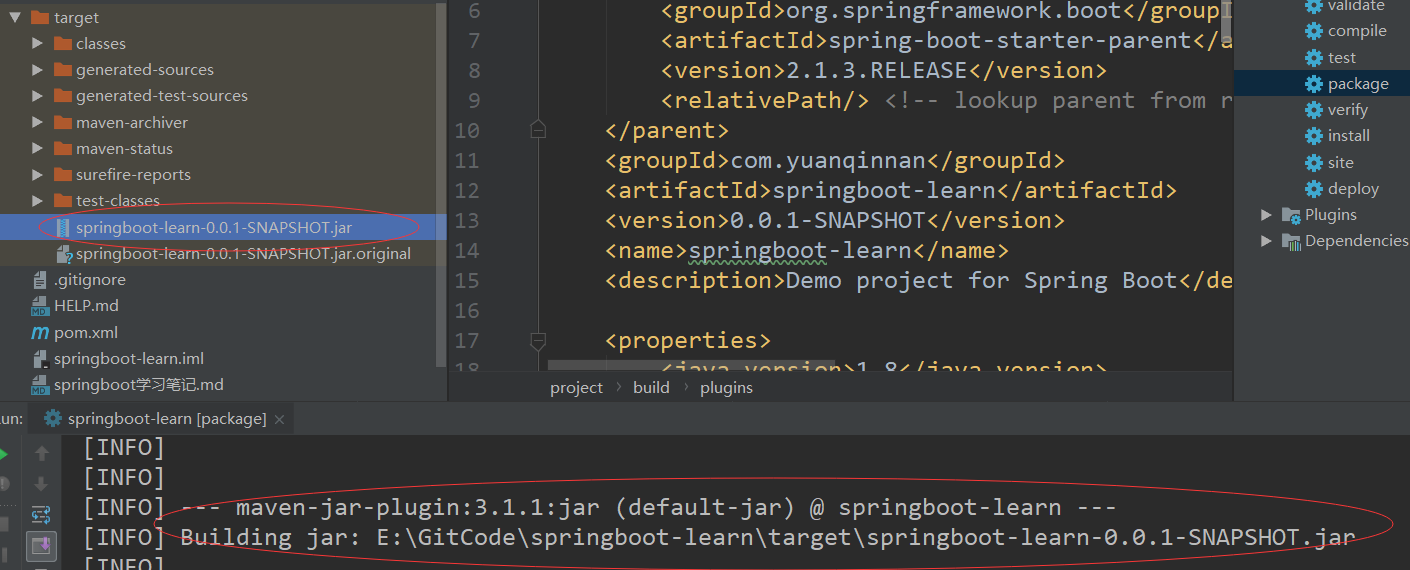 target
classes
generated-sources
generated-test-sources
maven-archiver
maven-status
surefire-reports
test-classes
springboot-learn-0.0.1-SNAPSHOT.jar
springboot-learn-0.0.1-SNAPSHOT.jar.original
.gitignore
HELP.md
pom.xml
springboot-learn.iml
springboot学习笔记.md
6 <groupId>org.springframework.boot</groupI
7 <artifactId>spring-boot-starter-parent</a
8 <version>2.1.3.RELEASE</version>
9 <relativePath/> <!-- lookup parent from r
10 </parent>
11 <groupId>com.yuanqinnan</groupId>
12 <artifactId>springboot-learn</artifactId>
13 <version>0.0.1-SNAPSHOT</version>
14 <name>springboot-learn</name>
15 <description>Demo project for Spring Boot</de
16
17 <properties>
18 <java.version>1.8</java.version>
project › build › plugins
validate
compile
test
package
verify
install
site
deploy
Plugins
Dependencies
un: springboot-learn [package] ×
[INFO]
[INFO]
[INFO] --- maven-jar-plugin:3.1.1:jar (default-jar) @ springboot-learn ---
[INFO] Building jar: E:\GitCode\springboot-learn\target\springboot-learn-0.0.1-SNAPSHOT.jar
[INFO]